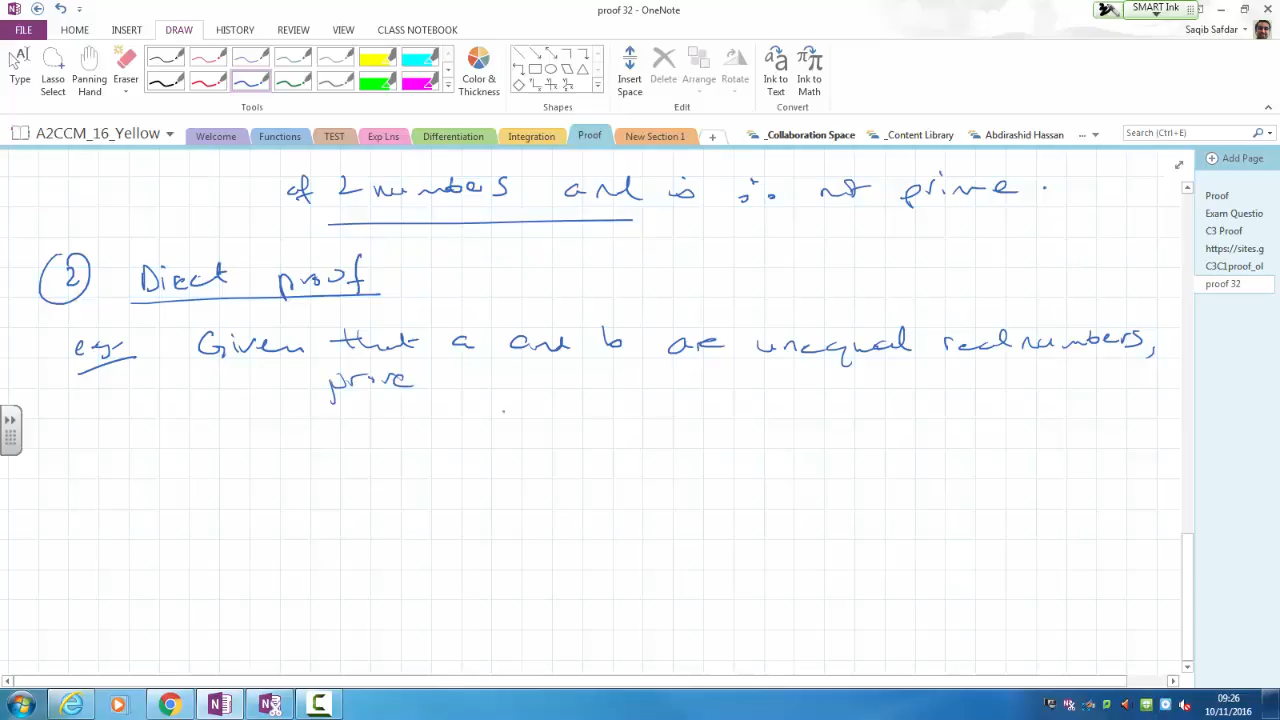 proof 32 - OneNote
SMART Ink
FILE HOME INSERT DRAW HISTORY REVIEW VIEW CLASS NOTEBOOK
Saqib Safdar
Type Lasso Select Panning Hand Eraser
Color & Thickness
Insert Space Delete Arrange Rotate
Ink to Text Ink to Math
Tools Shapes Edit Convert
A2CCM_16_Yellow Welcome Functions TEST Exp Lns Differentiation Integration Proof New Section 1 _Collaboration Space _Content Library Abdirashid Hassan Search (Ctrl+E)
Add Page
Proof
Exam Questio
C3 Proof
https://sites.g
C3C1proof_ol
proof 32
of 2 numbers and is ∴ not prime.
2 Direct proof
eg Given that a and b are unequal real numbers,
prove
09:26
10/11/2016